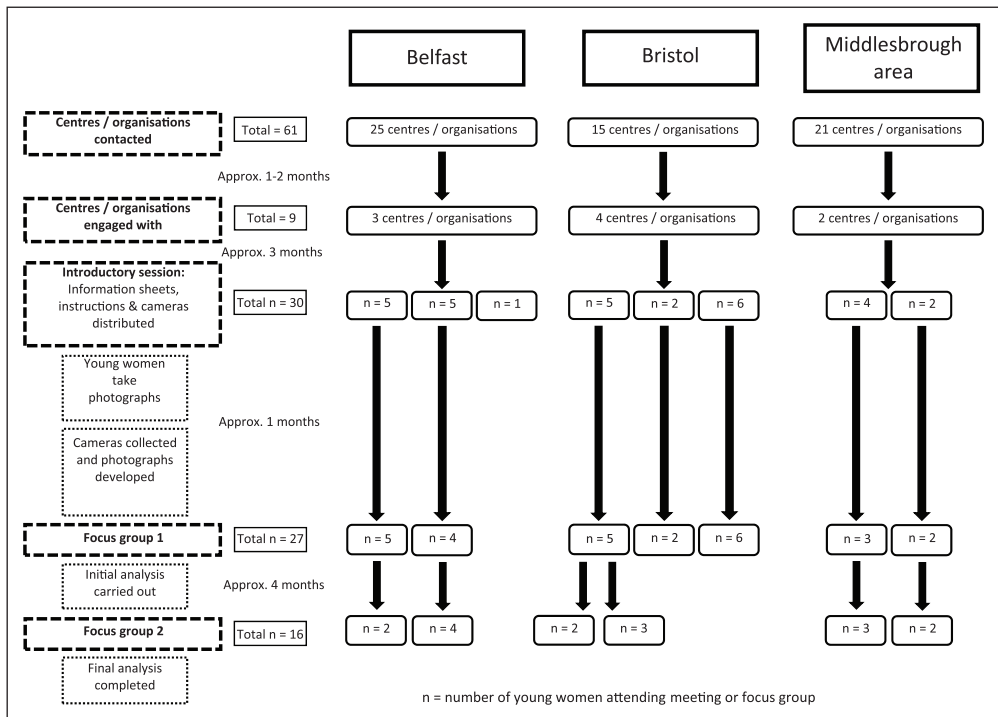 Belfast
Bristol
Middlesbrough
area
Centres / organisations
contacted
Total = 61
25 centres / organisations
15 centres / organisations
21 centres / organisations
Approx. 1-2 months
Centres / organisations
engaged with
Total = 9
3 centres / organisations
4 centres / organisations
2 centres / organisations
Approx. 3 months
Introductory session:
Information sheets,
instructions & cameras
distributed
Total n = 30
n = 5
n = 5
n = 1
n = 5
n = 2
n = 6
n = 4
n = 2
Young women
take
photographs
Approx. 1 months
Cameras collected
and photographs
developed
Focus group 1
Total n = 27
n = 5
n = 4
n = 5
n = 2
n = 6
n = 3
n = 2
Initial analysis
carried out
Approx. 4 months
Focus group 2
Total n = 16
n = 2
n = 4
n = 2
n = 3
n = 3
n = 2
Final analysis
completed
n = number of young women attending meeting or focus group